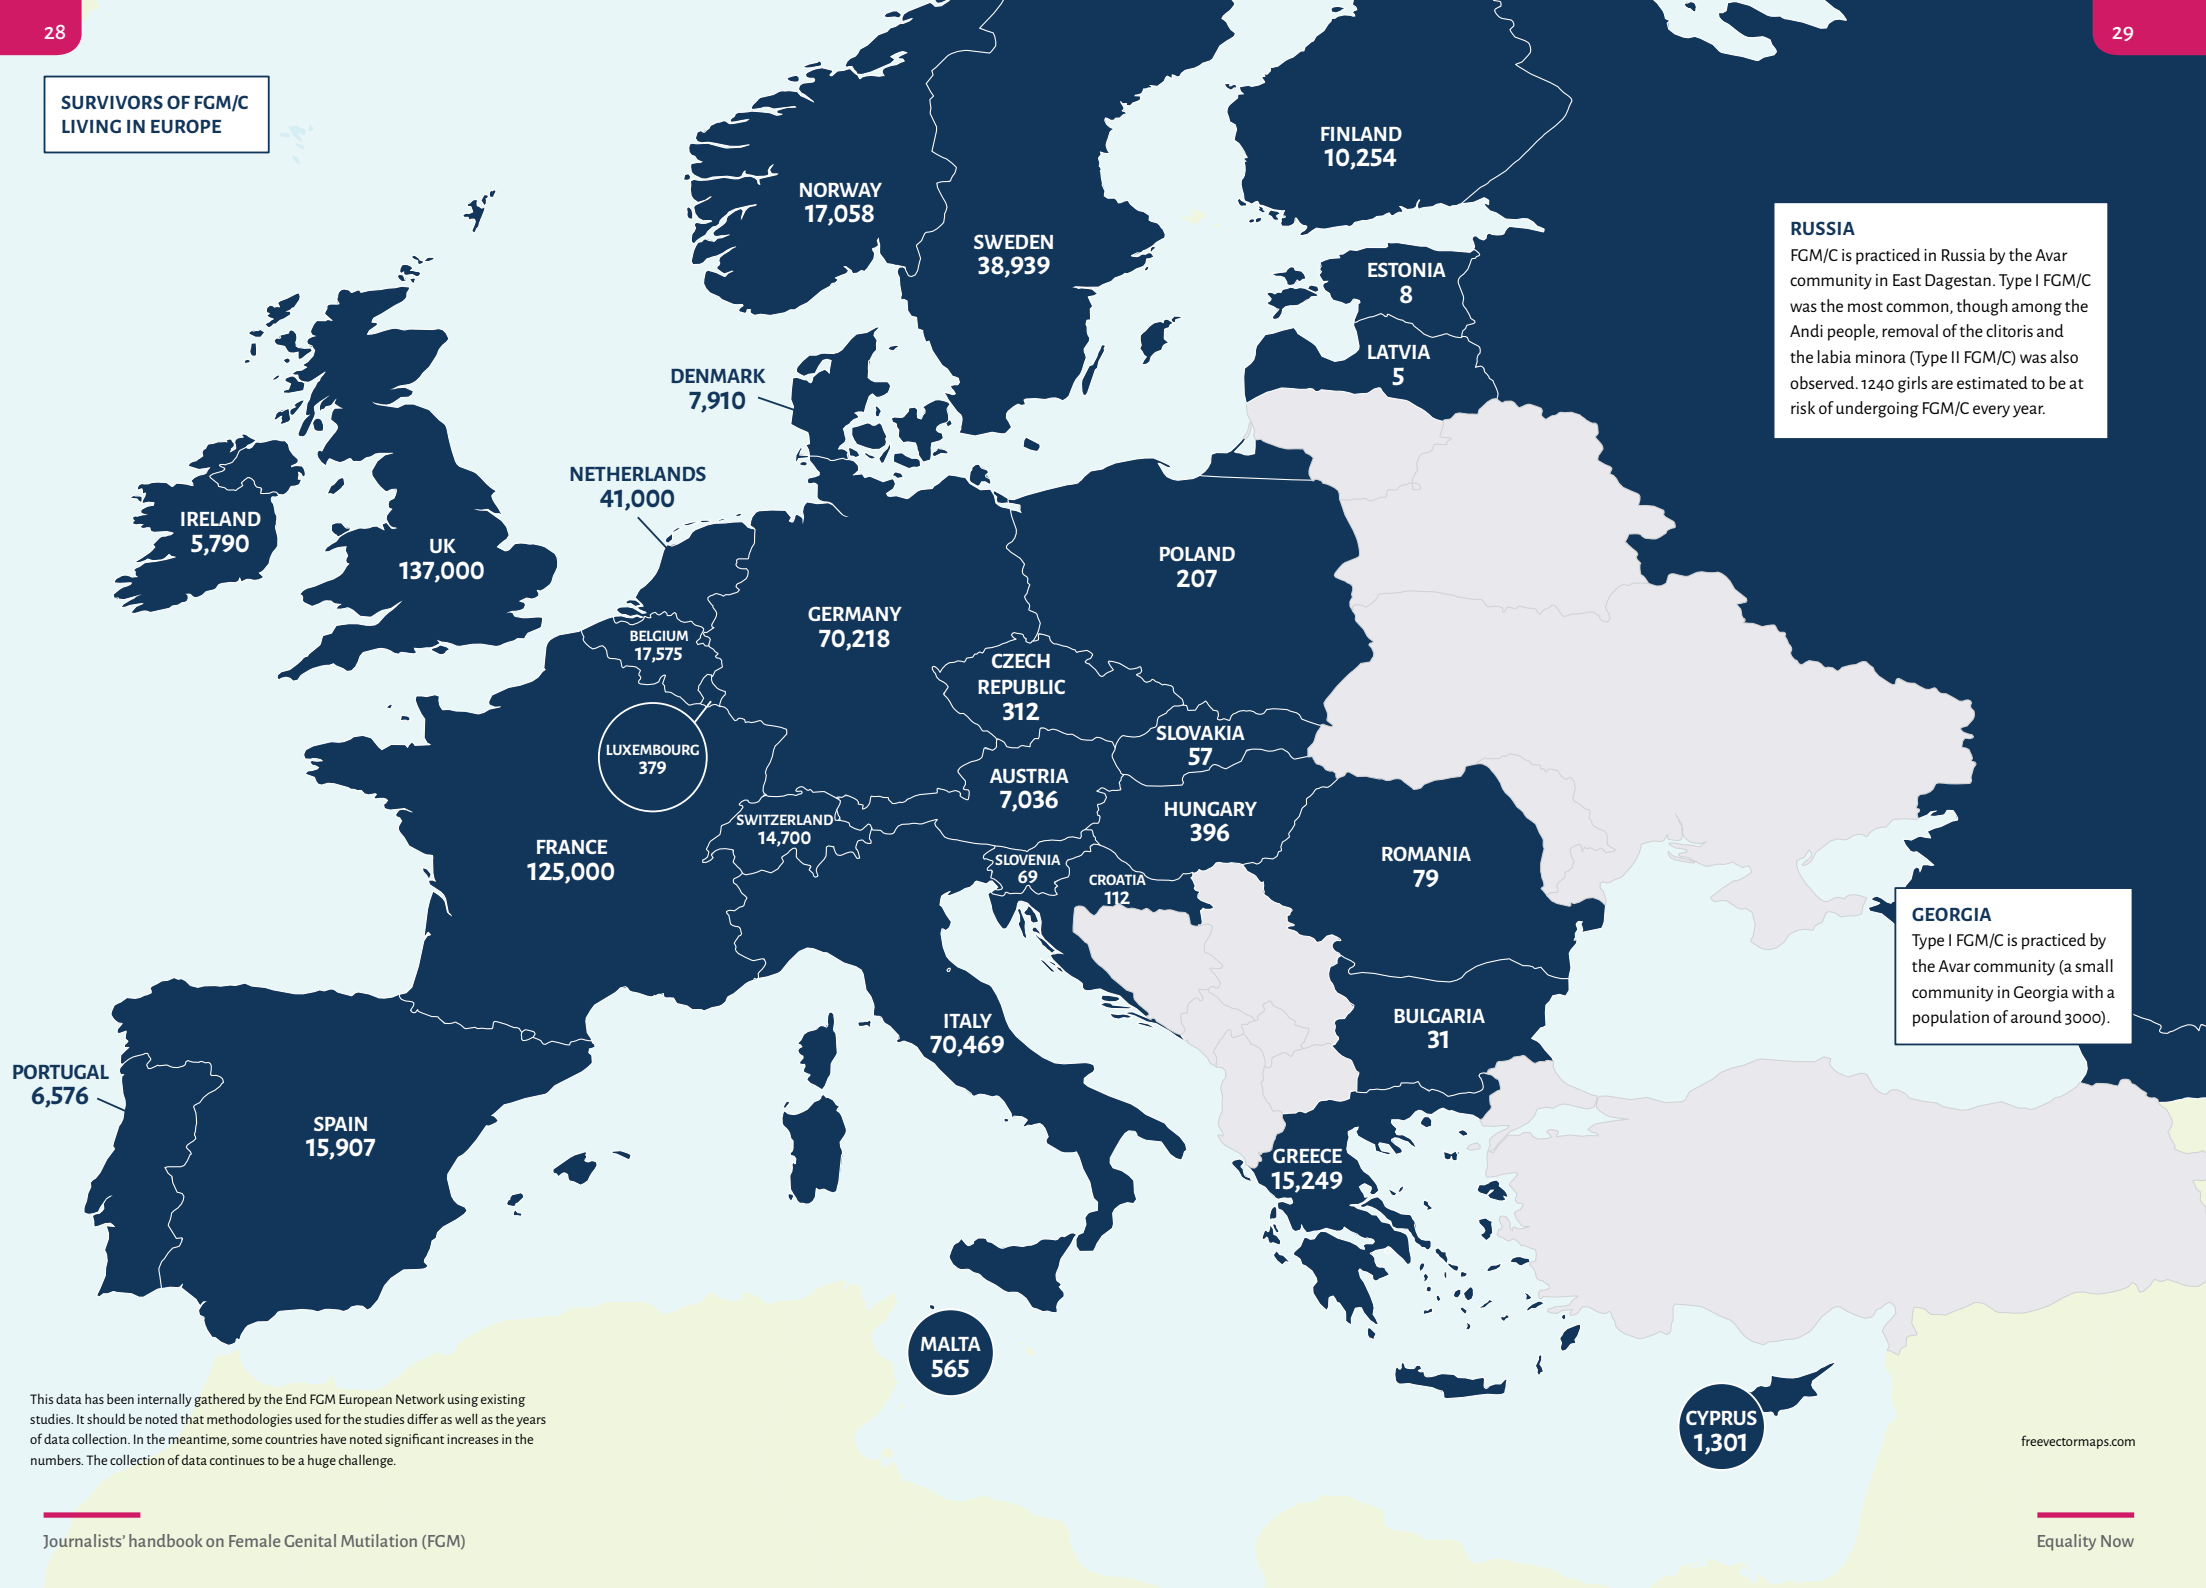 28
29
SURVIVORS OF FGM/C
LIVING IN EUROPE
FINLAND
10,254
NORWAY
17,058
SWEDEN
38,939
RUSSIA
FGM/C is practiced in Russia by the Avar
community in East Dagestan. Type I FGM/C
was the most common, though among the
Andi people, removal of the clitoris and
the labia minora (Type II FGM/C) was also
observed. 1240 girls are estimated to be at
risk of undergoing FGM/C every year.
ESTONIA
8
LATVIA
5
DENMARK
7,910
NETHERLANDS
41,000
IRELAND
5,790
UK
137,000
POLAND
207
GERMANY
70,218
BELGIUM
17,575
CZECH
REPUBLIC
312
LUXEMBOURG
379
SLOVAKIA
57
AUSTRIA
7,036
HUNGARY
396
SWITZERLAND
14,700
FRANCE
125,000
SLOVENIA
69
CROATIA
112
ROMANIA
79
GEORGIA
Type I FGM/C is practiced by
the Avar community (a small
community in Georgia with a
population of around 3000).
ITALY
70,469
BULGARIA
31
PORTUGAL
6,576
SPAIN
15,907
GREECE
15,249
MALTA
565
CYPRUS
1,301
This data has been internally gathered by the End FGM European Network using existing
studies. It should be noted that methodologies used for the studies differ as well as the years
of data collection. In the meantime, some countries have noted significant increases in the
numbers. The collection of data continues to be a huge challenge.
freevectormaps.com
Journalists' handbook on Female Genital Mutilation (FGM)
Equality Now